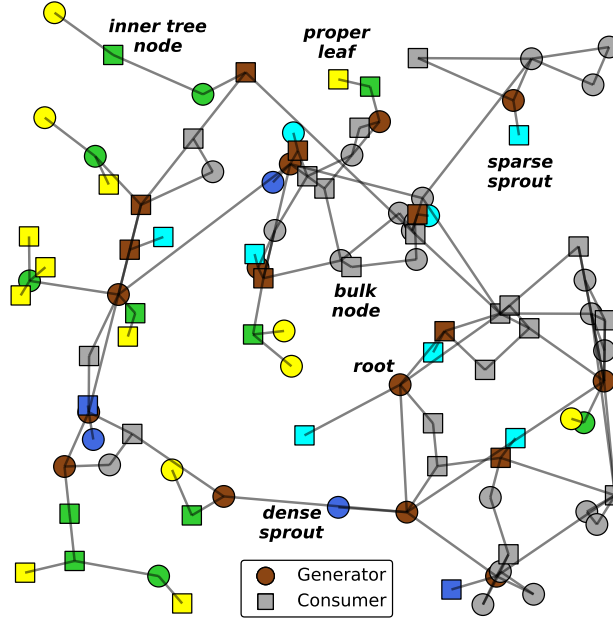 inner tree
node
proper
leaf
sparse
sprout
bulk
node
root
dense
sprout
Generator
Consumer